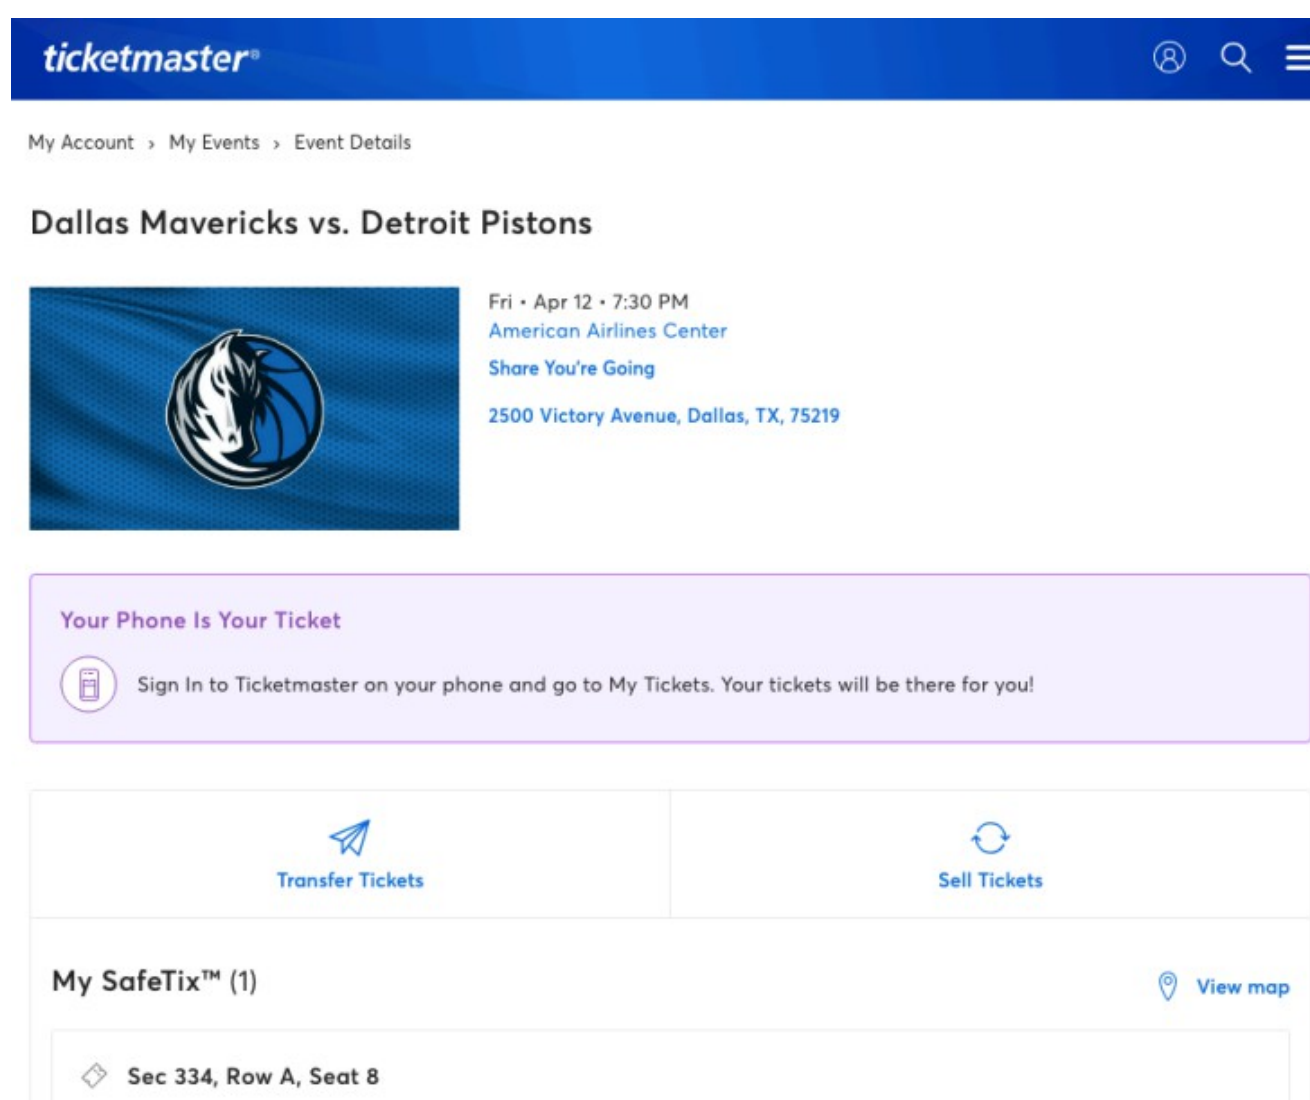 ticketmaster®
My Account > My Events > Event Details
Dallas Mavericks vs. Detroit Pistons
Fri • Apr 12 • 7:30 PM
American Airlines Center
Share You're Going
2500 Victory Avenue, Dallas, TX, 75219
Your Phone Is Your Ticket
Sign In to Ticketmaster on your phone and go to My Tickets. Your tickets will be there for you!
Transfer Tickets
Sell Tickets
My SafeTix™ (1)
View map
Sec 334, Row A, Seat 8